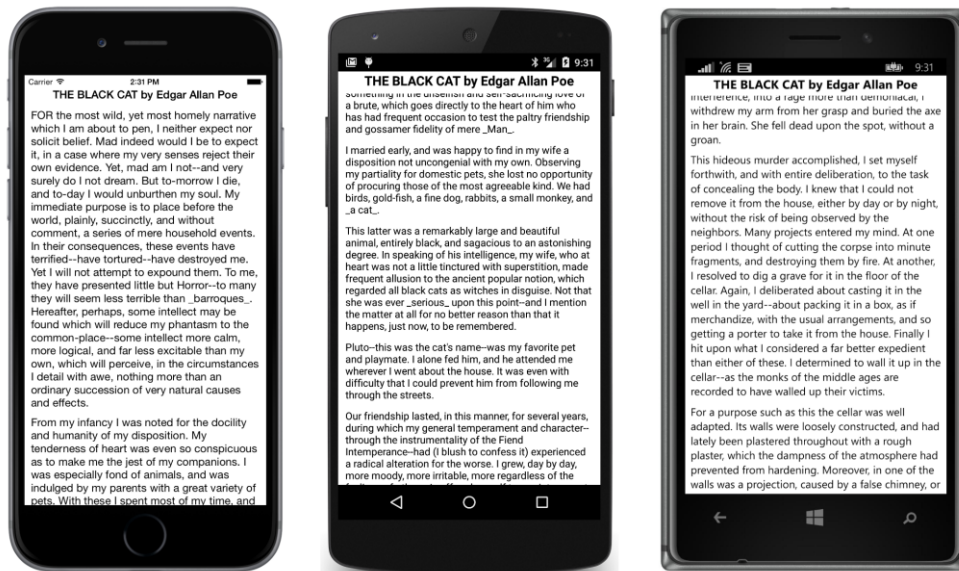 Carrier 2:31 PM
THE BLACK CAT by Edgar Allan Poe
FOR the most wild, yet most homely narrative
which I am about to pen, I neither expect nor
solicit belief. Mad indeed would I be to expect
it, in a case where my very senses reject their
own evidence. Yet, mad am I not--and very
surely do I not dream. But to-morrow I die,
and to-day I would unburthen my soul. My
immediate purpose is to place before the
world, plainly, succinctly, and without
comment, a series of mere household events.
In their consequences, these events have
terrified--have tortured--have destroyed me.
Yet I will not attempt to expound them. To me,
they have presented little but Horror--to many
they will seem less terrible than _barroques_.
Hereafter, perhaps, some intellect may be
found which will reduce my phantasm to the
common-place--some intellect more calm,
more logical, and far less excitable than my
own, which will perceive, in the circumstances
I detail with awe, nothing more than an
ordinary succession of very natural causes
and effects.
From my infancy I was noted for the docility
and humanity of my disposition. My
tenderness of heart was even so conspicuous
as to make me the jest of my companions. I
was especially fond of animals, and was
indulged by my parents with a great variety of
pets. With these I spent most of my time, and
9:31
THE BLACK CAT by Edgar Allan Poe
something in the unselfish and self-sacrificing love of
a brute, which goes directly to the heart of him who
has had frequent occasion to test the paltry friendship
and gossamer fidelity of mere _Man_.
I married early, and was happy to find in my wife a
disposition not uncongenial with my own. Observing
my partiality for domestic pets, she lost no opportunity
of procuring those of the most agreeable kind. We had
birds, gold-fish, a fine dog, rabbits, a small monkey, and
_a cat_.
This latter was a remarkably large and beautiful
animal, entirely black, and sagacious to an astonishing
degree. In speaking of his intelligence, my wife, who at
heart was not a little tinctured with superstition, made
frequent allusion to the ancient popular notion, which
regarded all black cats as witches in disguise. Not that
she was ever _serious_ upon this point--and I mention
the matter at all for no better reason than that it
happens, just now, to be remembered.
Pluto--this was the cat's name--was my favorite pet
and playmate. I alone fed him, and he attended me
wherever I went about the house. It was even with
difficulty that I could prevent him from following me
through the streets.
Our friendship lasted, in this manner, for several years,
during which my general temperament and character--
through the instrumentality of the Fiend
Intemperance--had (I blush to confess it) experienced
a radical alteration for the worse. I grew, day by day,
more moody, more irritable, more regardless of the
9:31
THE BLACK CAT by Edgar Allan Poe
interference, into a rage more than demoniacal, I
withdrew my arm from her grasp and buried the axe
in her brain. She fell dead upon the spot, without a
groan.
This hideous murder accomplished, I set myself
forthwith, and with entire deliberation, to the task
of concealing the body. I knew that I could not
remove it from the house, either by day or by night,
without the risk of being observed by the
neighbors. Many projects entered my mind. At one
period I thought of cutting the corpse into minute
fragments, and destroying them by fire. At another,
I resolved to dig a grave for it in the floor of the
cellar. Again, I deliberated about casting it in the
well in the yard--about packing it in a box, as if
merchandize, with the usual arrangements, and so
getting a porter to take it from the house. Finally I
hit upon what I considered a far better expedient
than either of these. I determined to wall it up in the
cellar--as the monks of the middle ages are
recorded to have walled up their victims.
For a purpose such as this the cellar was well
adapted. Its walls were loosely constructed, and had
lately been plastered throughout with a rough
plaster, which the dampness of the atmosphere had
prevented from hardening. Moreover, in one of the
walls was a projection, caused by a false chimney, or